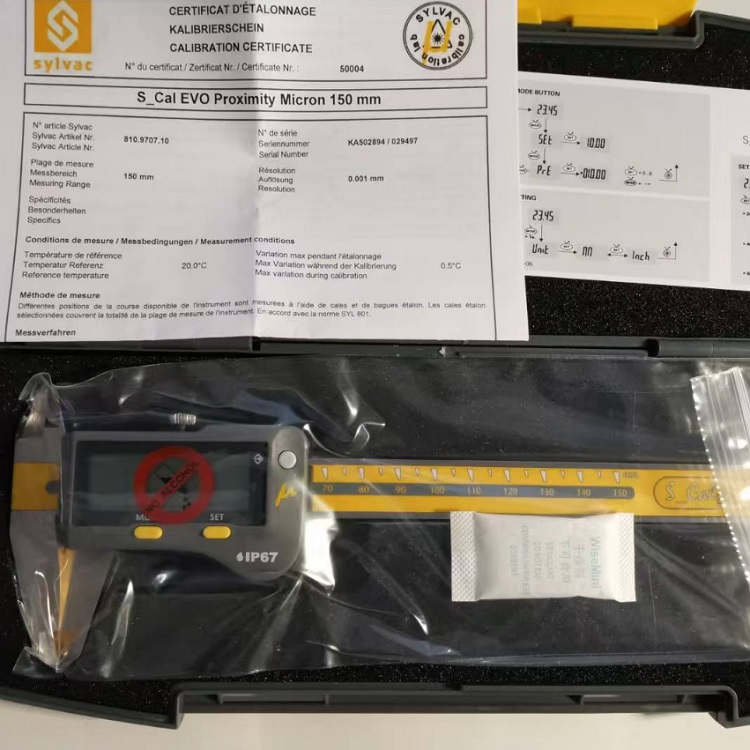 sylvac
CERTIFICAT D'ÉTALONNAGE
KALIBRIERSCHEIN
CALIBRATION CERTIFICATE
N° du certificat / Zertificat Nr. / Certificate Nr. : 50004
SYLVAC
calibration lab
S_Cal EVO Proximity Micron 150 mm
N° article Sylvac
Sylvac Artikel Nr.
Sylvac Article Nr.
810.9707.10
N° de série
Seriennummer
Serial Number
KA502894 / 029497
Plage de mesure
Messbereich
Mesuring Range
150 mm
Résolution
Auflösung
Resolution
0.001 mm
Spécificités
Besonderheiten
Specifics
Conditions de mesure / Messbedingungen / Measurement conditions
Température de référence
Temperatur Referenz
Reference temperature
20.0°C
Variation max pendant l'étalonnage
Max Variation während der Kalibrierung
Max variation during calibration
0.5°C
Méthode de mesure
Différentes positions de la course disponible de l'instrument sont mesurées à l'aide de cales et de bagues étalon. Les cales étalon
sélectionnées couvrent la totalité de la plage de mesure de l'instrument. En accord avec la norme SYL 801.
Messverfahren
MODE BUTTON
23.45
SEt
10.00
PrE
23.45
Unit
Inch
NO ALCOHOL
SET
IP67
µ
70 80 90 100 110 120 130 140 150
S_Cal
WiseMini